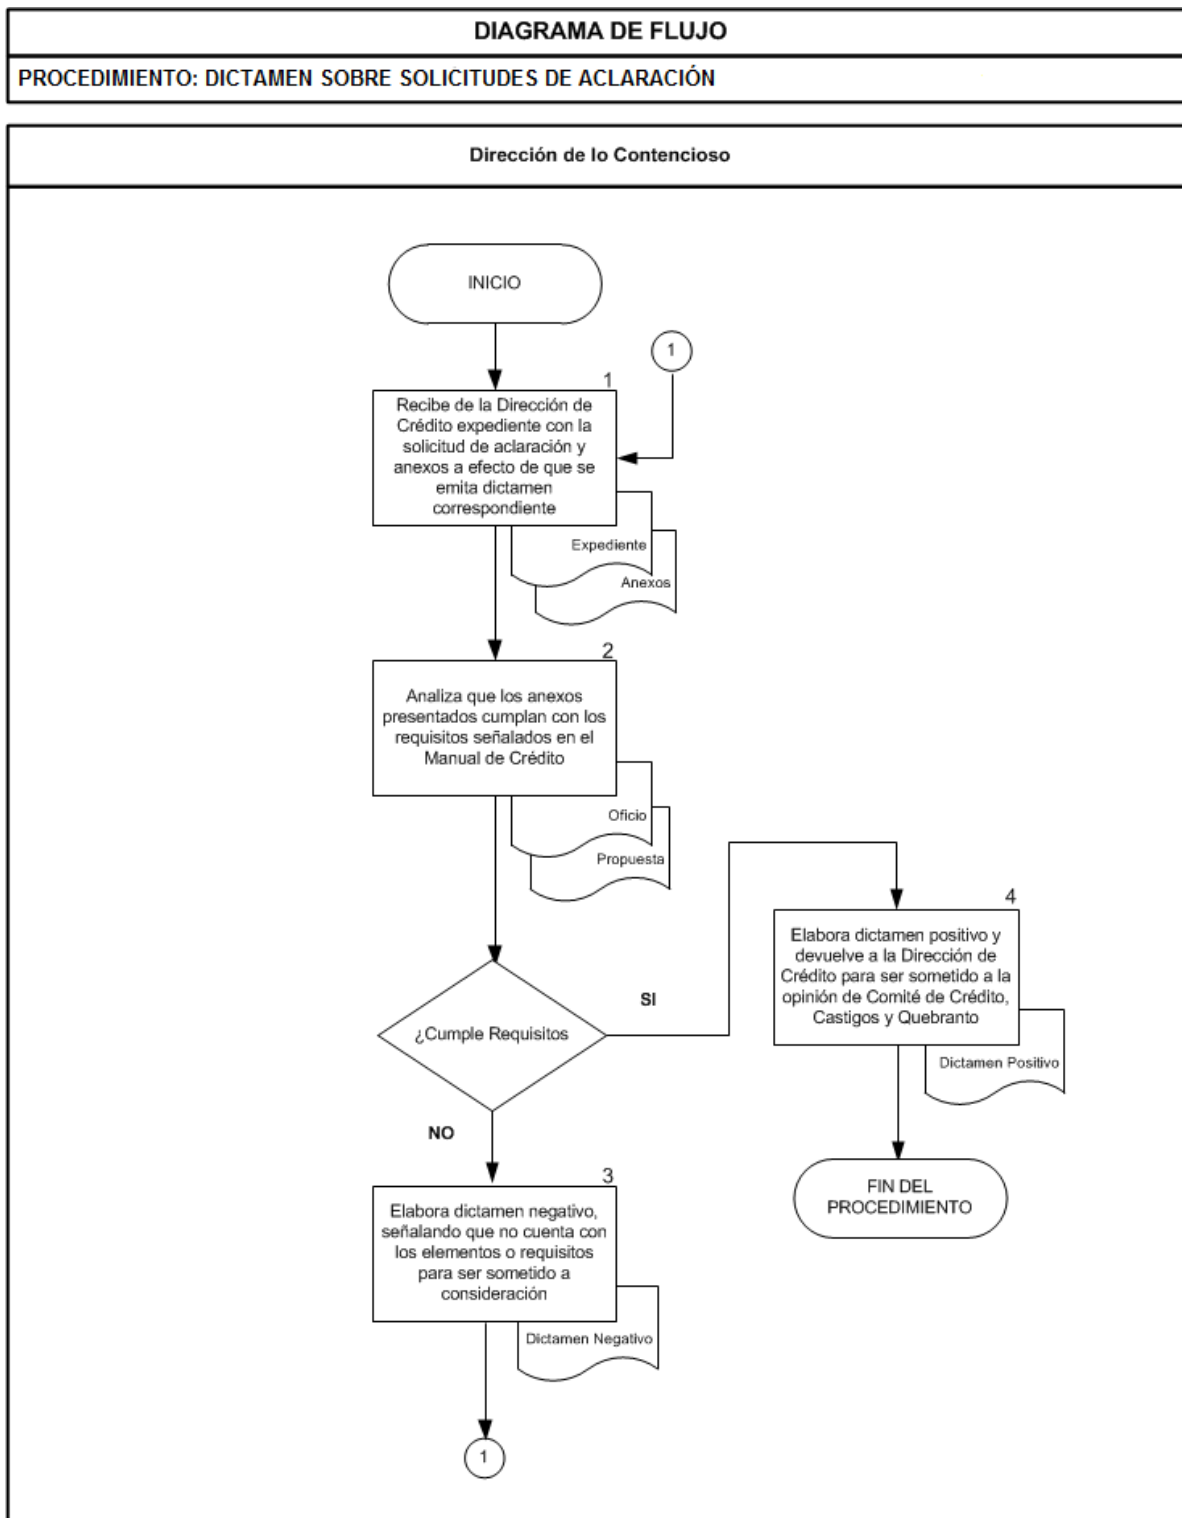 DIAGRAMA DE FLUJO
PROCEDIMIENTO: DICTAMEN SOBRE SOLICITUDES DE ACLARACIÓN
Dirección de lo Contencioso
INICIO
1
1
Recibe de la Dirección de
Crédito expediente con la
solicitud de aclaración y
anexos a efecto de que se
emita dictamen
correspondiente
Expediente
Anexos
2
Analiza que los anexos
presentados cumplan con los
requisitos señalados en el
Manual de Crédito
Oficio
Propuesta
¿Cumple Requisitos
SI
4
Elabora dictamen positivo y
devuelve a la Dirección de
Crédito para ser sometido a la
opinión de Comité de Crédito,
Castigos y Quebranto
Dictamen Positivo
FIN DEL
PROCEDIMIENTO
NO
3
Elabora dictamen negativo,
señalando que no cuenta con
los elementos o requisitos
para ser sometido a
consideración
Dictamen Negativo
1